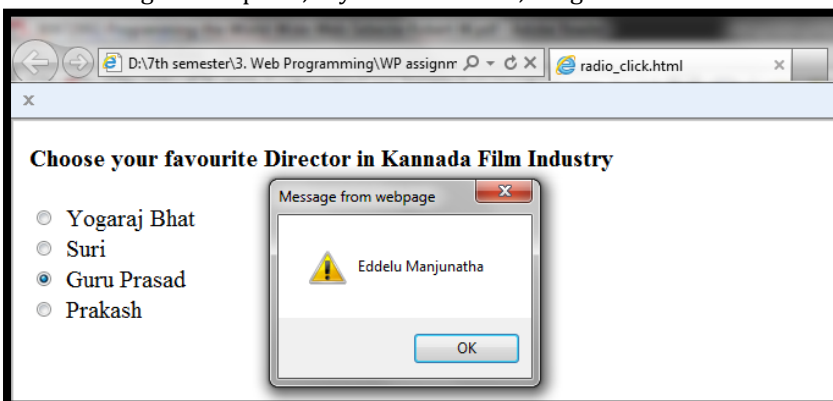 D:\7th semester\3. Web Programming\WP assignm
radio_click.html
x
Choose your favourite Director in Kannada Film Industry
Message from webpage
Yogaraj Bhat
Suri
Eddelu Manjunatha
Guru Prasad
Prakash
OK